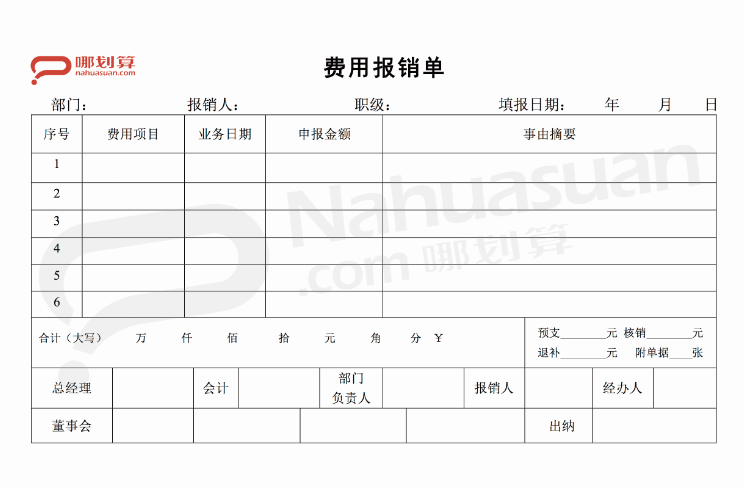 哪划算
nahuasuan.com
费用报销单
部门： 报销人： 职级： 填报日期： 年 月 日
序号 费用项目 业务日期 申报金额 事由摘要
1
2
3
4
5
6
Nahuasuan
.com 哪划算
合计（大写） 万 仟 佰 拾 元 角 分 ¥
预支________元 核销________元
退补________元 附单据____张
总经理 会计 部门负责人 报销人 经办人
董事会 出纳